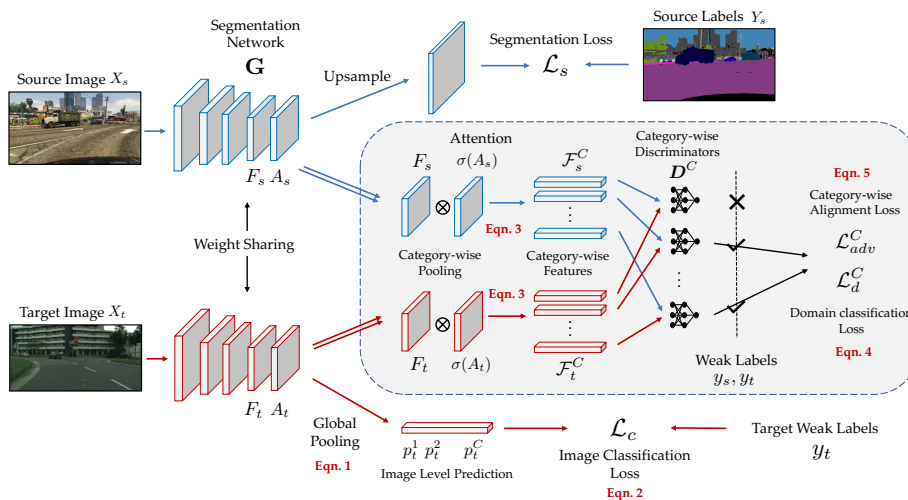 Segmentation
Network
G
Source Labels Y_s
Segmentation Loss
L_s
Source Image X_s
Upsample
F_s A_s
Attention
F_s σ(A_s)
F_s^C
Category-wise
Discriminators
D^C
Eqn. 5
Category-wise
Alignment Loss
⊗
Eqn. 3
⋮
L_adv^C
Weight Sharing
Category-wise
Pooling
Category-wise
Features
L_d^C
Eqn. 3
⋮
Target Image X_t
⊗
⋮
Domain classification
Loss
Eqn. 4
F_t σ(A_t)
F_t^C
Weak Labels
y_s, y_t
F_t A_t
Global
Pooling
Eqn. 1
p_t^1 p_t^2 p_t^C
Image Level Prediction
L_c
Image Classification
Loss
Eqn. 2
Target Weak Labels
y_t